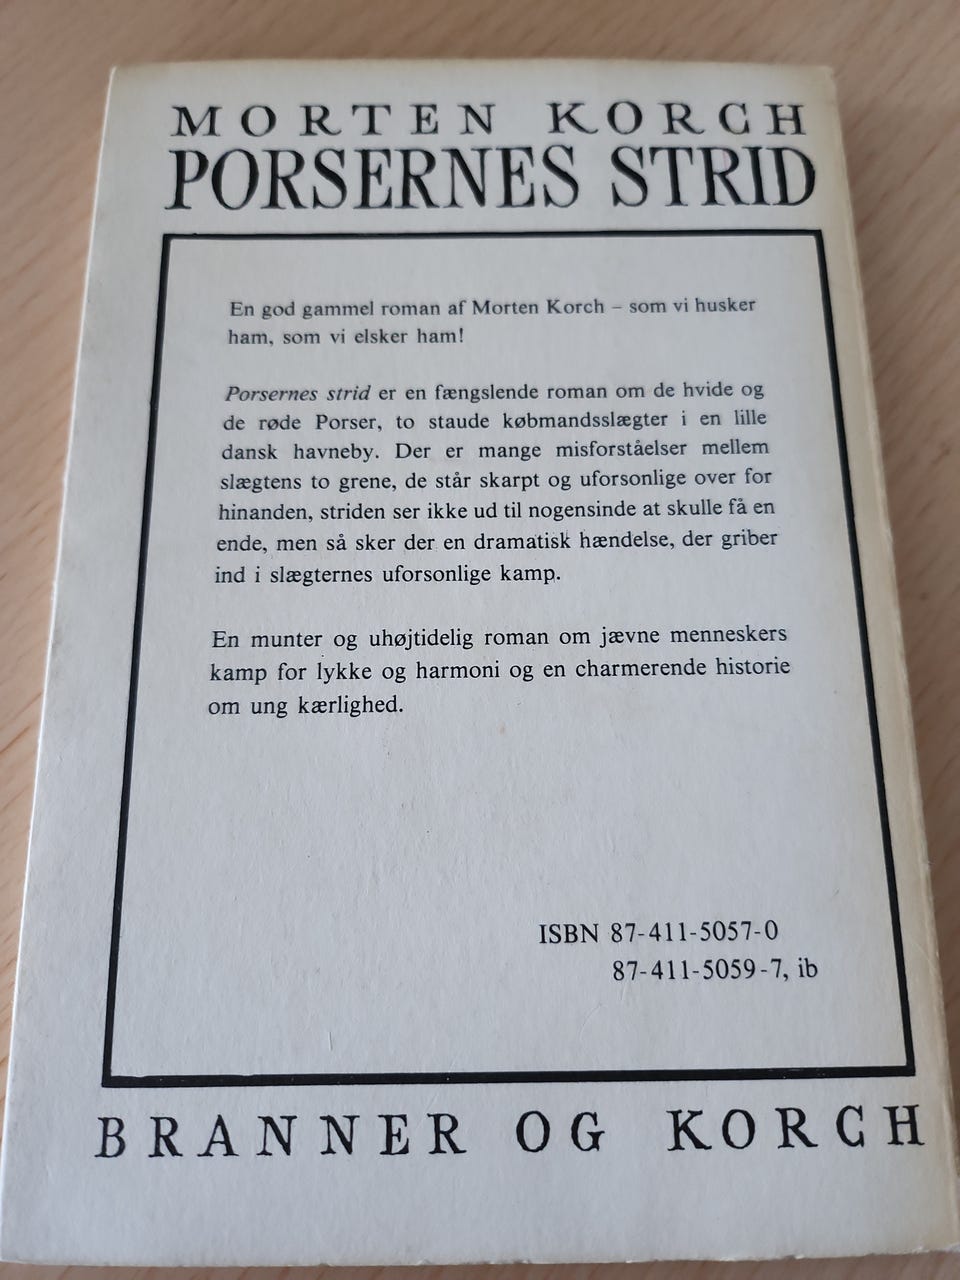 MORTEN KORCH
PORSERNES STRID
En god gammel roman af Morten Korch – som vi husker
ham, som vi elsker ham!
Porsernes strid er en fængslende roman om de hvide og
de røde Porser, to staude købmandsslægter i en lille
dansk havneby. Der er mange misforståelser mellem
slægtens to grene, de står skarpt og uforsonlige over for
hinanden, striden ser ikke ud til nogensinde at skulle få en
ende, men så sker der en dramatisk hændelse, der griber
ind i slægternes uforsonlige kamp.
En munter og uhøjtidelig roman om jævne menneskers
kamp for lykke og harmoni og en charmerende historie
om ung kærlighed.
ISBN 87-411-5057-0
87-411-5059-7, ib
BRANNER OG KORCH